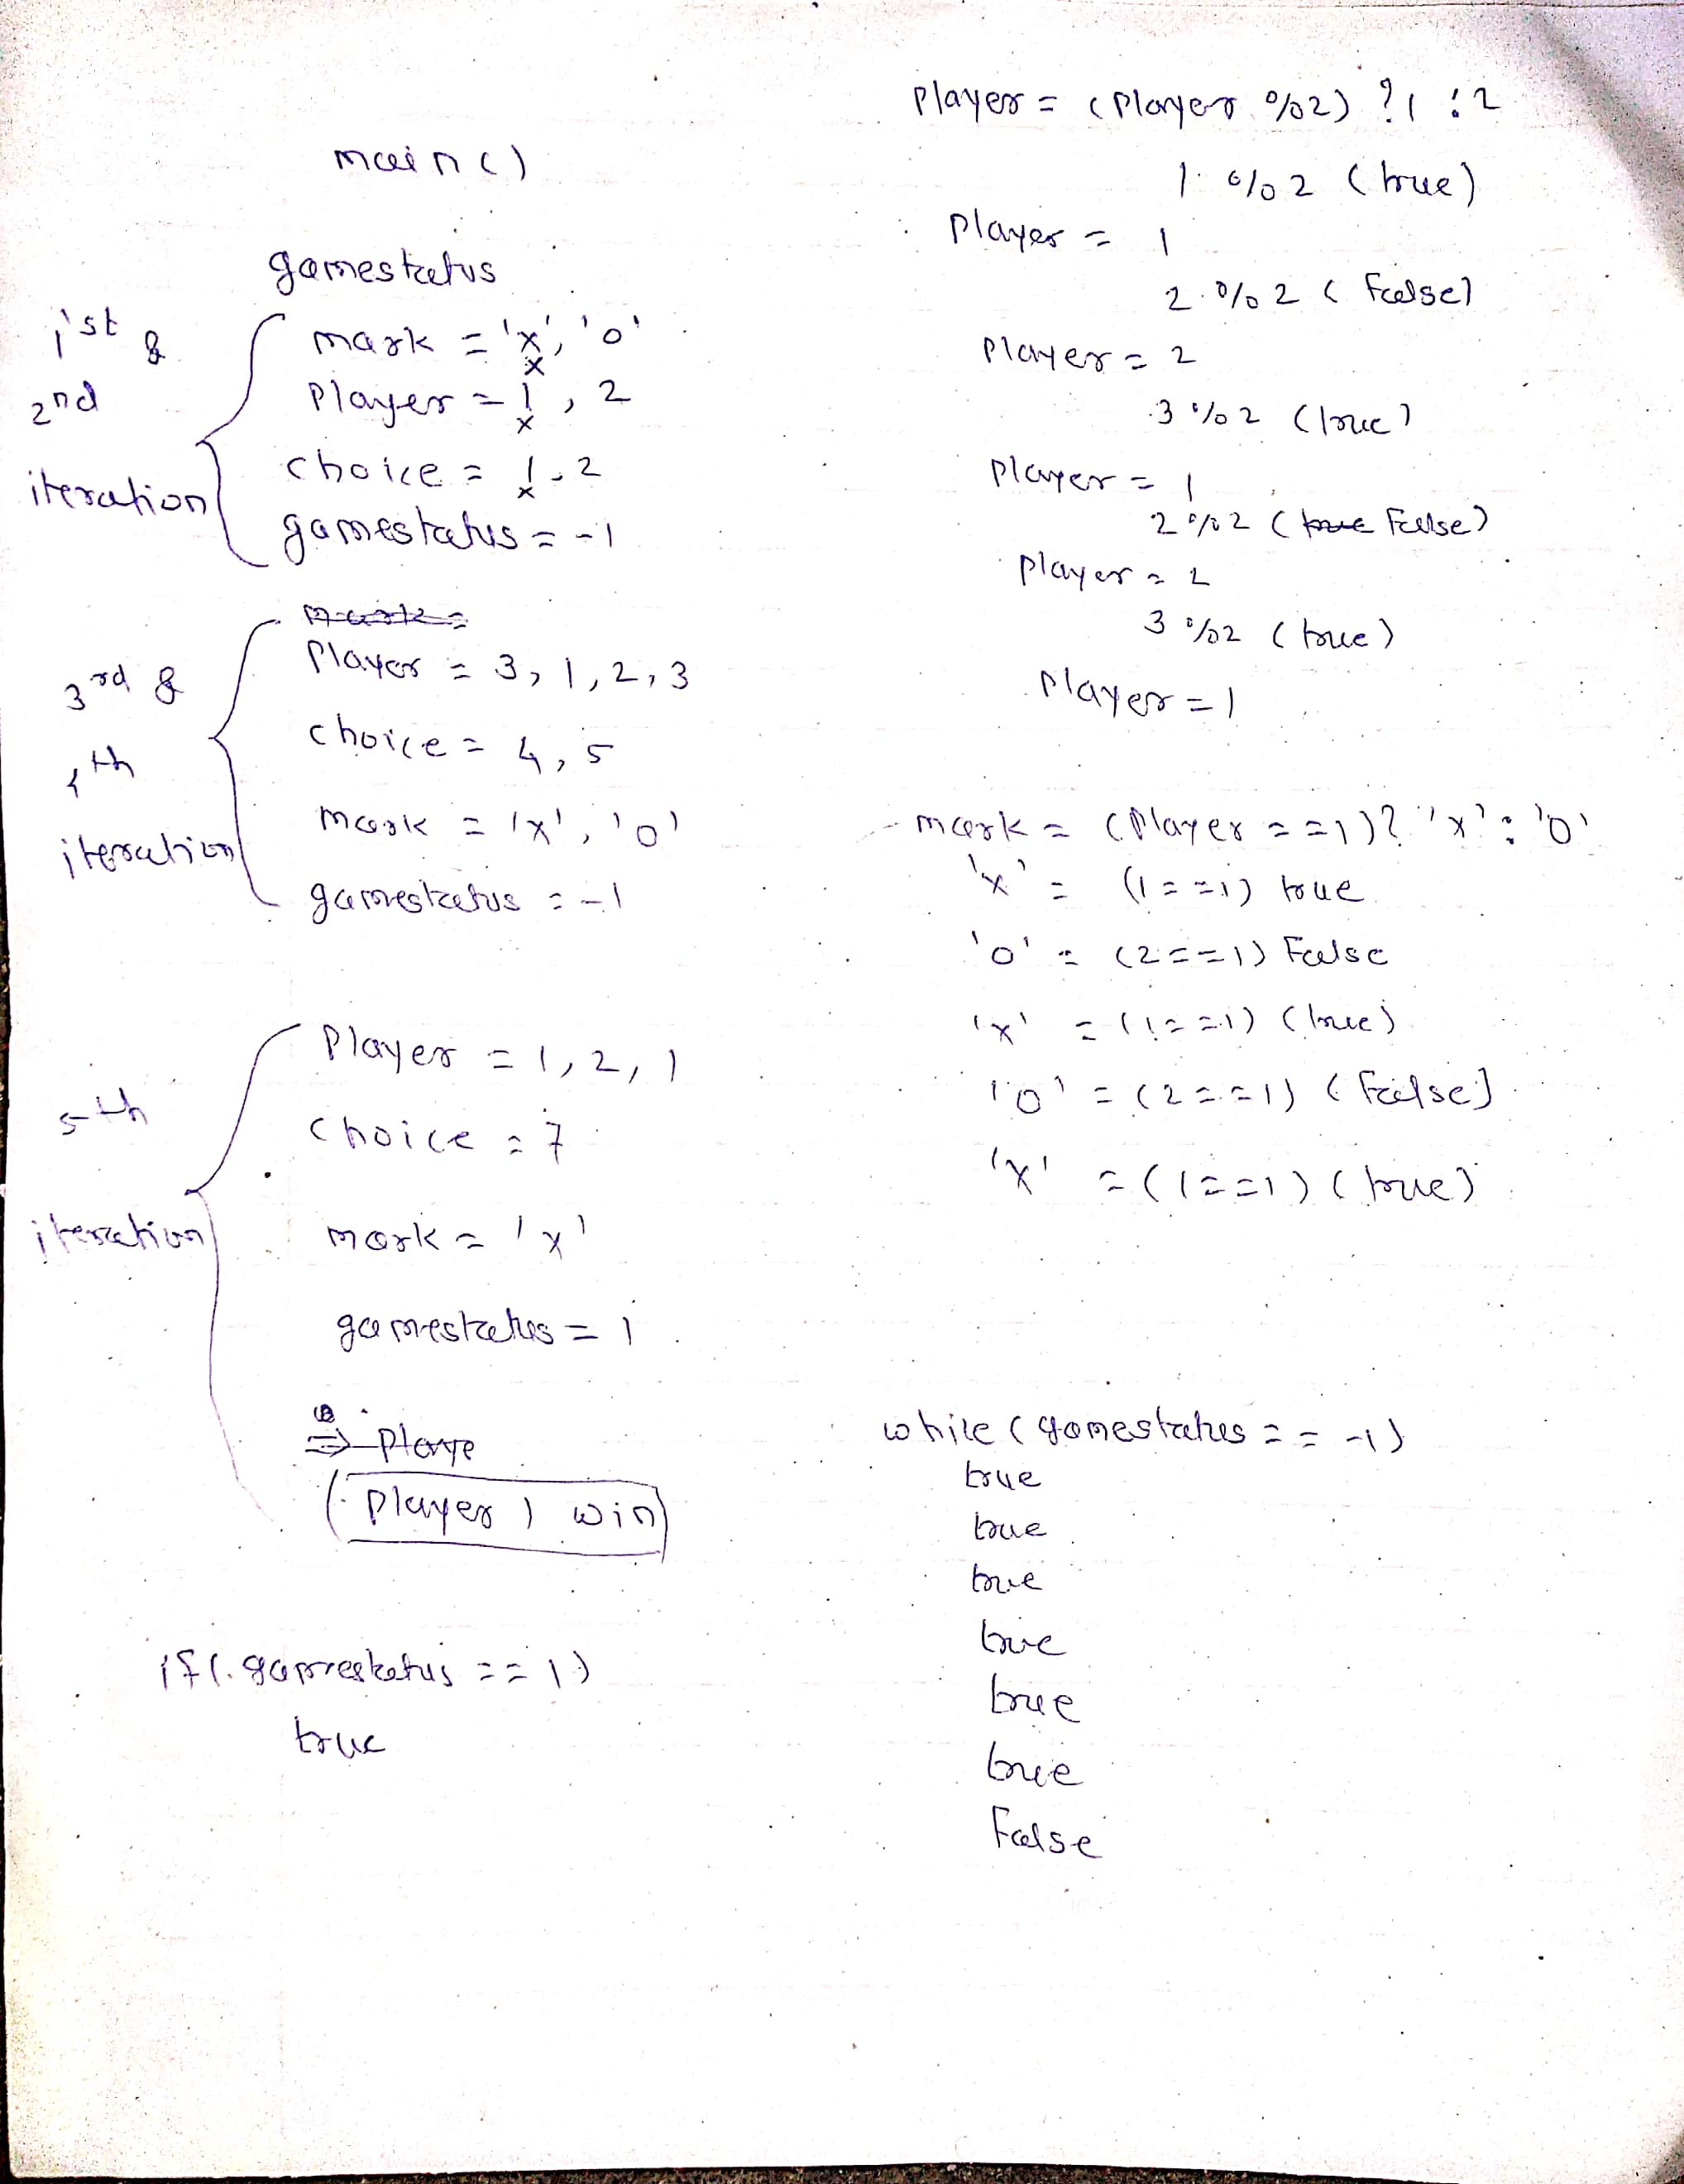 main()
gamestatus
1st &
2nd
iteration
mark = 'x', 'o'
Player = 1, 2
choice = 1, 2
gamestatus = -1
3rd &
4th
iteration
mark =
Player = 3, 1, 2, 3
choice = 4, 5
mark = 'x', 'o'
gamestatus = -1
5th
iteration
Player = 1, 2, 1
choice = 7
mark = 'x'
gamestatus = 1
⇒ Playe
Player 1 win
if(gamestatus == 1)
true
Player = (Player %2) ? 1 : 2
1 % 2 (true)
Player = 1
2 % 2 (False)
Player = 2
3 % 2 (true)
Player = 1
2 % 2 (true False)
Player = 2
3 % 2 (true)
Player = 1
mark = (Player == 1)? 'x' : 'o'
'x' = (1 == 1) true
'o' = (2 == 1) False
'x' = (1 == 1) (true)
'o' = (2 == 1) (False)
'x' = (1 == 1) (true)
while (gamestatus == -1)
true
true
true
true
true
true
False